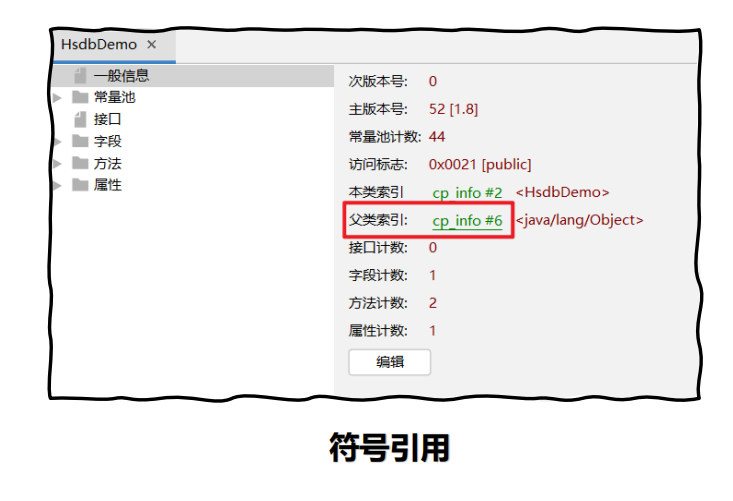 HsdbDemo ×
一般信息
常量池
接口
字段
方法
属性
次版本号: 0
主版本号: 52 [1.8]
常量池计数: 44
访问标志: 0x0021 [public]
本类索引 cp_info #2 <HsdbDemo>
父类索引: cp_info #6 <java/lang/Object>
接口计数: 0
字段计数: 1
方法计数: 2
属性计数: 1
编辑
符号引用